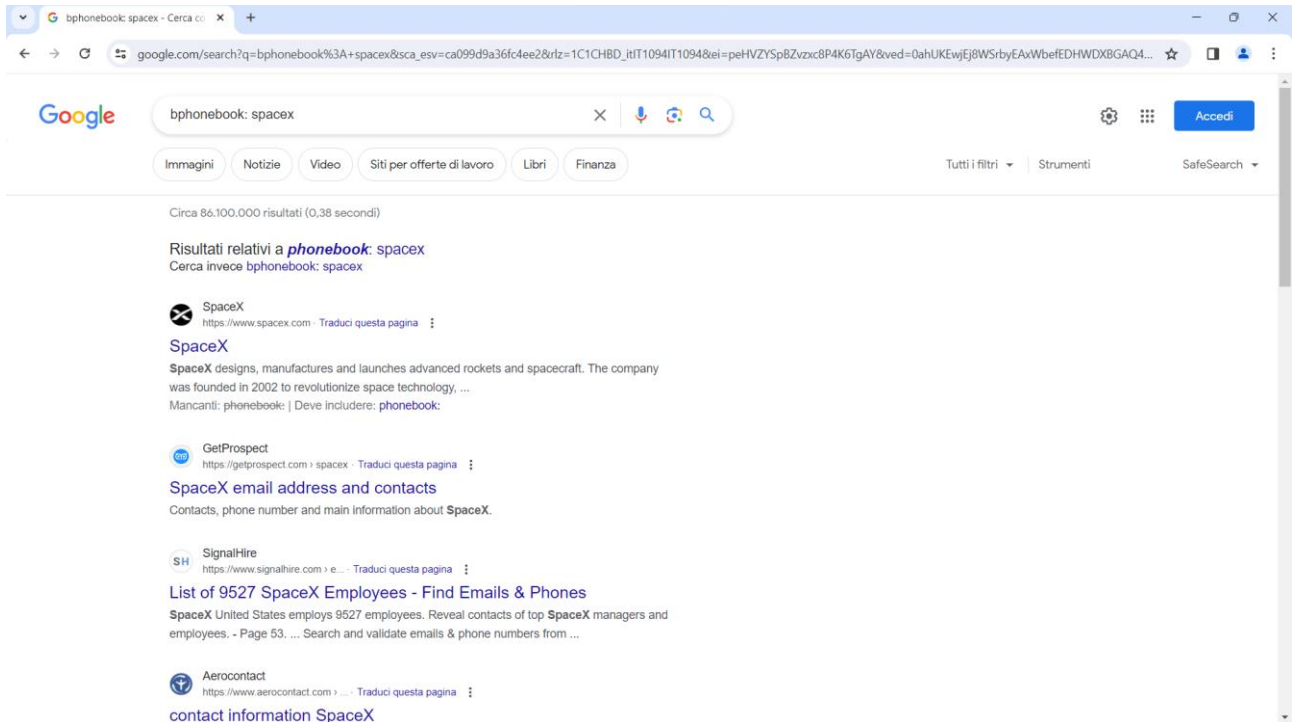 bphonebook: spacex - Cerca co
google.com/search?q=bphonebook%3A+spacex&sca_esv=ca099d9a36fc4ee2&rlz=1C1CHBD_itIT1094IT1094&ei=peHVZYSpBZvzxc8P4K6TgAY&ved=0ahUKEwjEj8WSrbyEAxWbefEDHWDXBGAQ4...
Google
bphonebook: spacex
Accedi
Immagini Notizie Video Siti per offerte di lavoro Libri Finanza Tutti i filtri Strumenti SafeSearch
Circa 86.100.000 risultati (0,38 secondi)
Risultati relativi a phonebook: spacex
Cerca invece bphonebook: spacex
SpaceX
https://www.spacex.com · Traduci questa pagina
SpaceX
SpaceX designs, manufactures and launches advanced rockets and spacecraft. The company
was founded in 2002 to revolutionize space technology, ...
Mancanti: phonebook: | Deve includere: phonebook:
GetProspect
https://getprospect.com › spacex · Traduci questa pagina
SpaceX email address and contacts
Contacts, phone number and main information about SpaceX.
SH
SignalHire
https://www.signalhire.com › e... · Traduci questa pagina
List of 9527 SpaceX Employees - Find Emails & Phones
SpaceX United States employs 9527 employees. Reveal contacts of top SpaceX managers and
employees. - Page 53. ... Search and validate emails & phone numbers from ...
Aerocontact
https://www.aerocontact.com › ... · Traduci questa pagina
contact information SpaceX